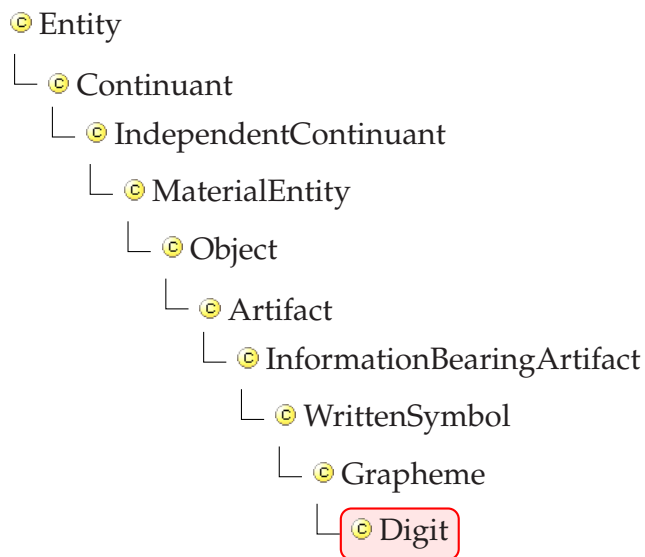 Entity
Continuant
IndependentContinuant
MaterialEntity
Object
Artifact
InformationBearingArtifact
WrittenSymbol
Grapheme
Digit